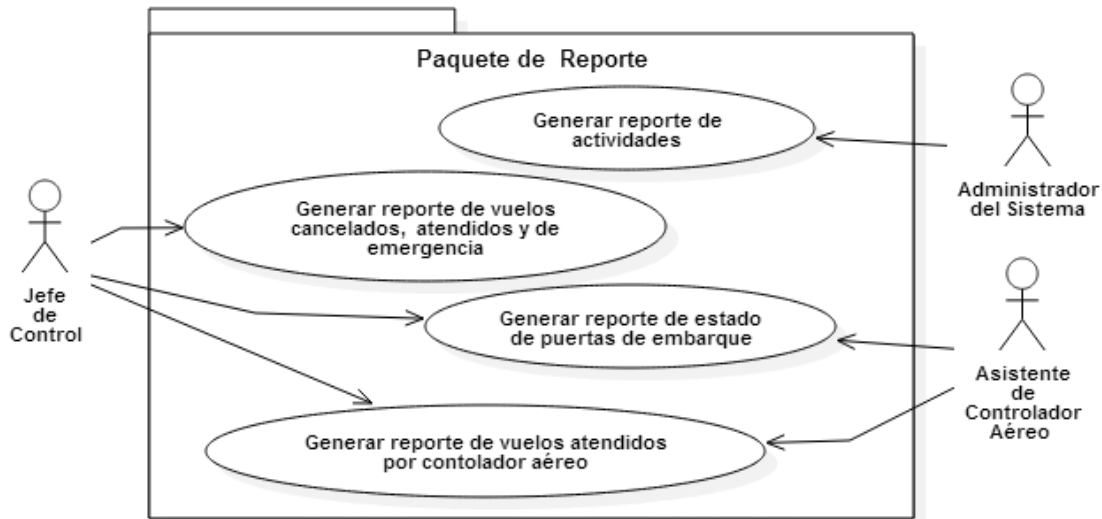 Paquete de Reporte
Generar reporte de
actividades
Administrador
del Sistema
Generar reporte de vuelos
cancelados, atendidos y de
emergencia
Jefe
de
Control
Generar reporte de estado
de puertas de embarque
Asistente
de
Controlador
Aéreo
Generar reporte de vuelos atendidos
por contolador aéreo